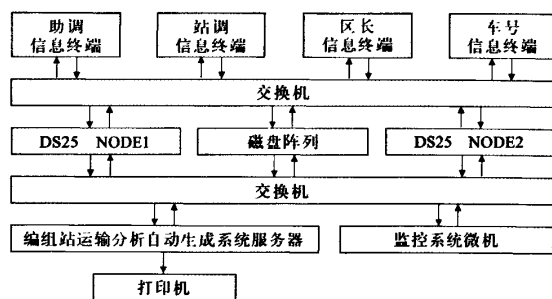 助调
信息终端
站调
信息终端
区长
信息终端
车号
信息终端
交换机
DS25 NODE1
磁盘阵列
DS25 NODE2
交换机
编组站运输分析自动生成系统服务器
监控系统微机
打印机